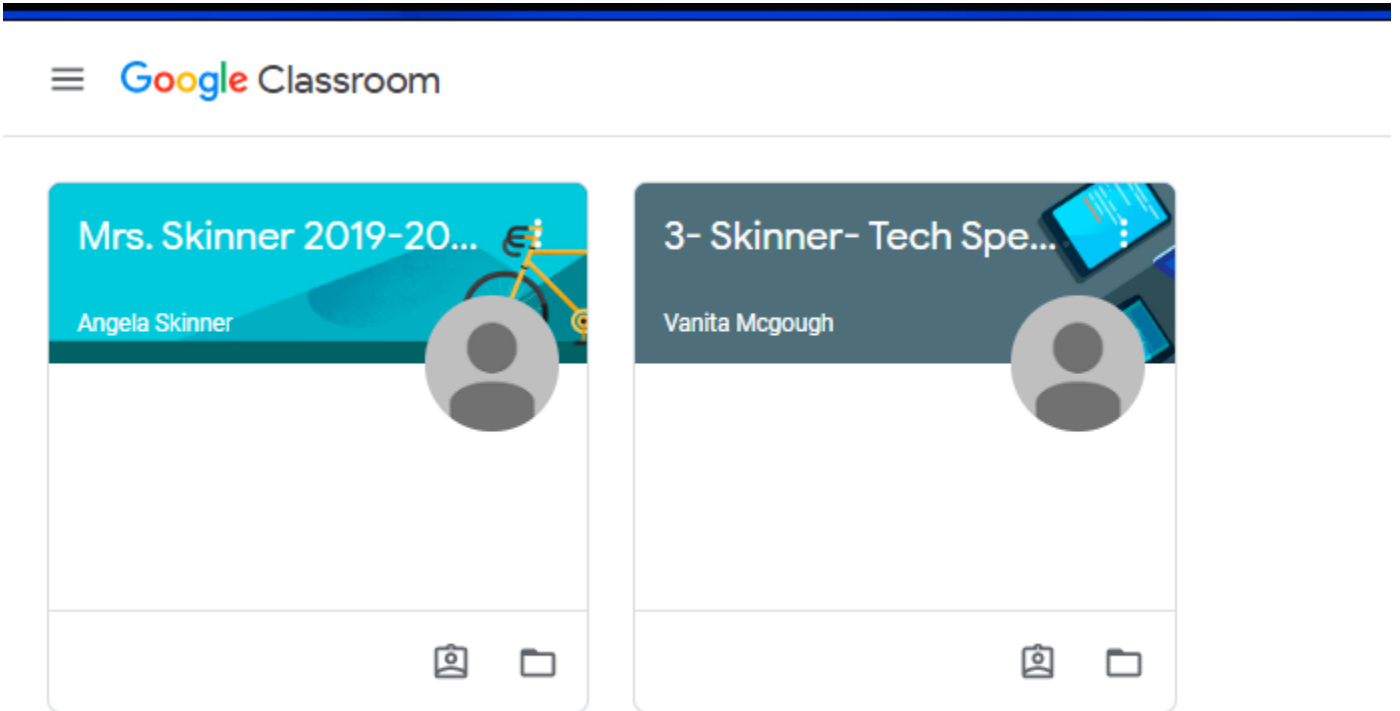 Google Classroom
Mrs. Skinner 2019-20...
Angela Skinner
3- Skinner- Tech Spe...
Vanita Mcgough